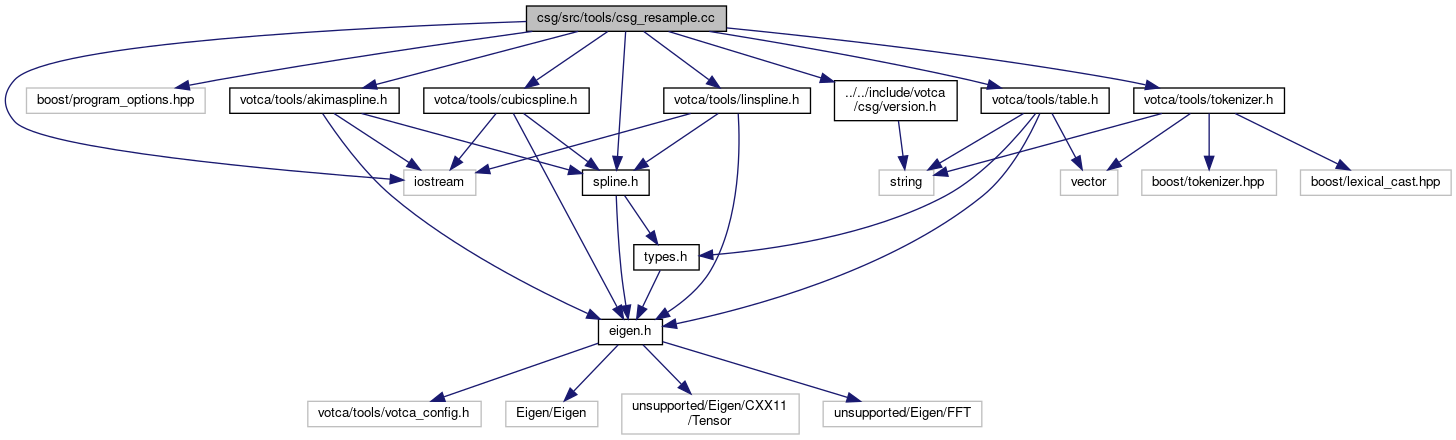 csg/src/tools/csg_resample.cc
boost/program_options.hpp
votca/tools/akimaspline.h
votca/tools/cubicspline.h
votca/tools/linspline.h
../../include/votca
/csg/version.h
votca/tools/table.h
votca/tools/tokenizer.h
iostream
spline.h
string
vector
boost/tokenizer.hpp
boost/lexical_cast.hpp
types.h
eigen.h
votca/tools/votca_config.h
Eigen/Eigen
unsupported/Eigen/CXX11
/Tensor
unsupported/Eigen/FFT